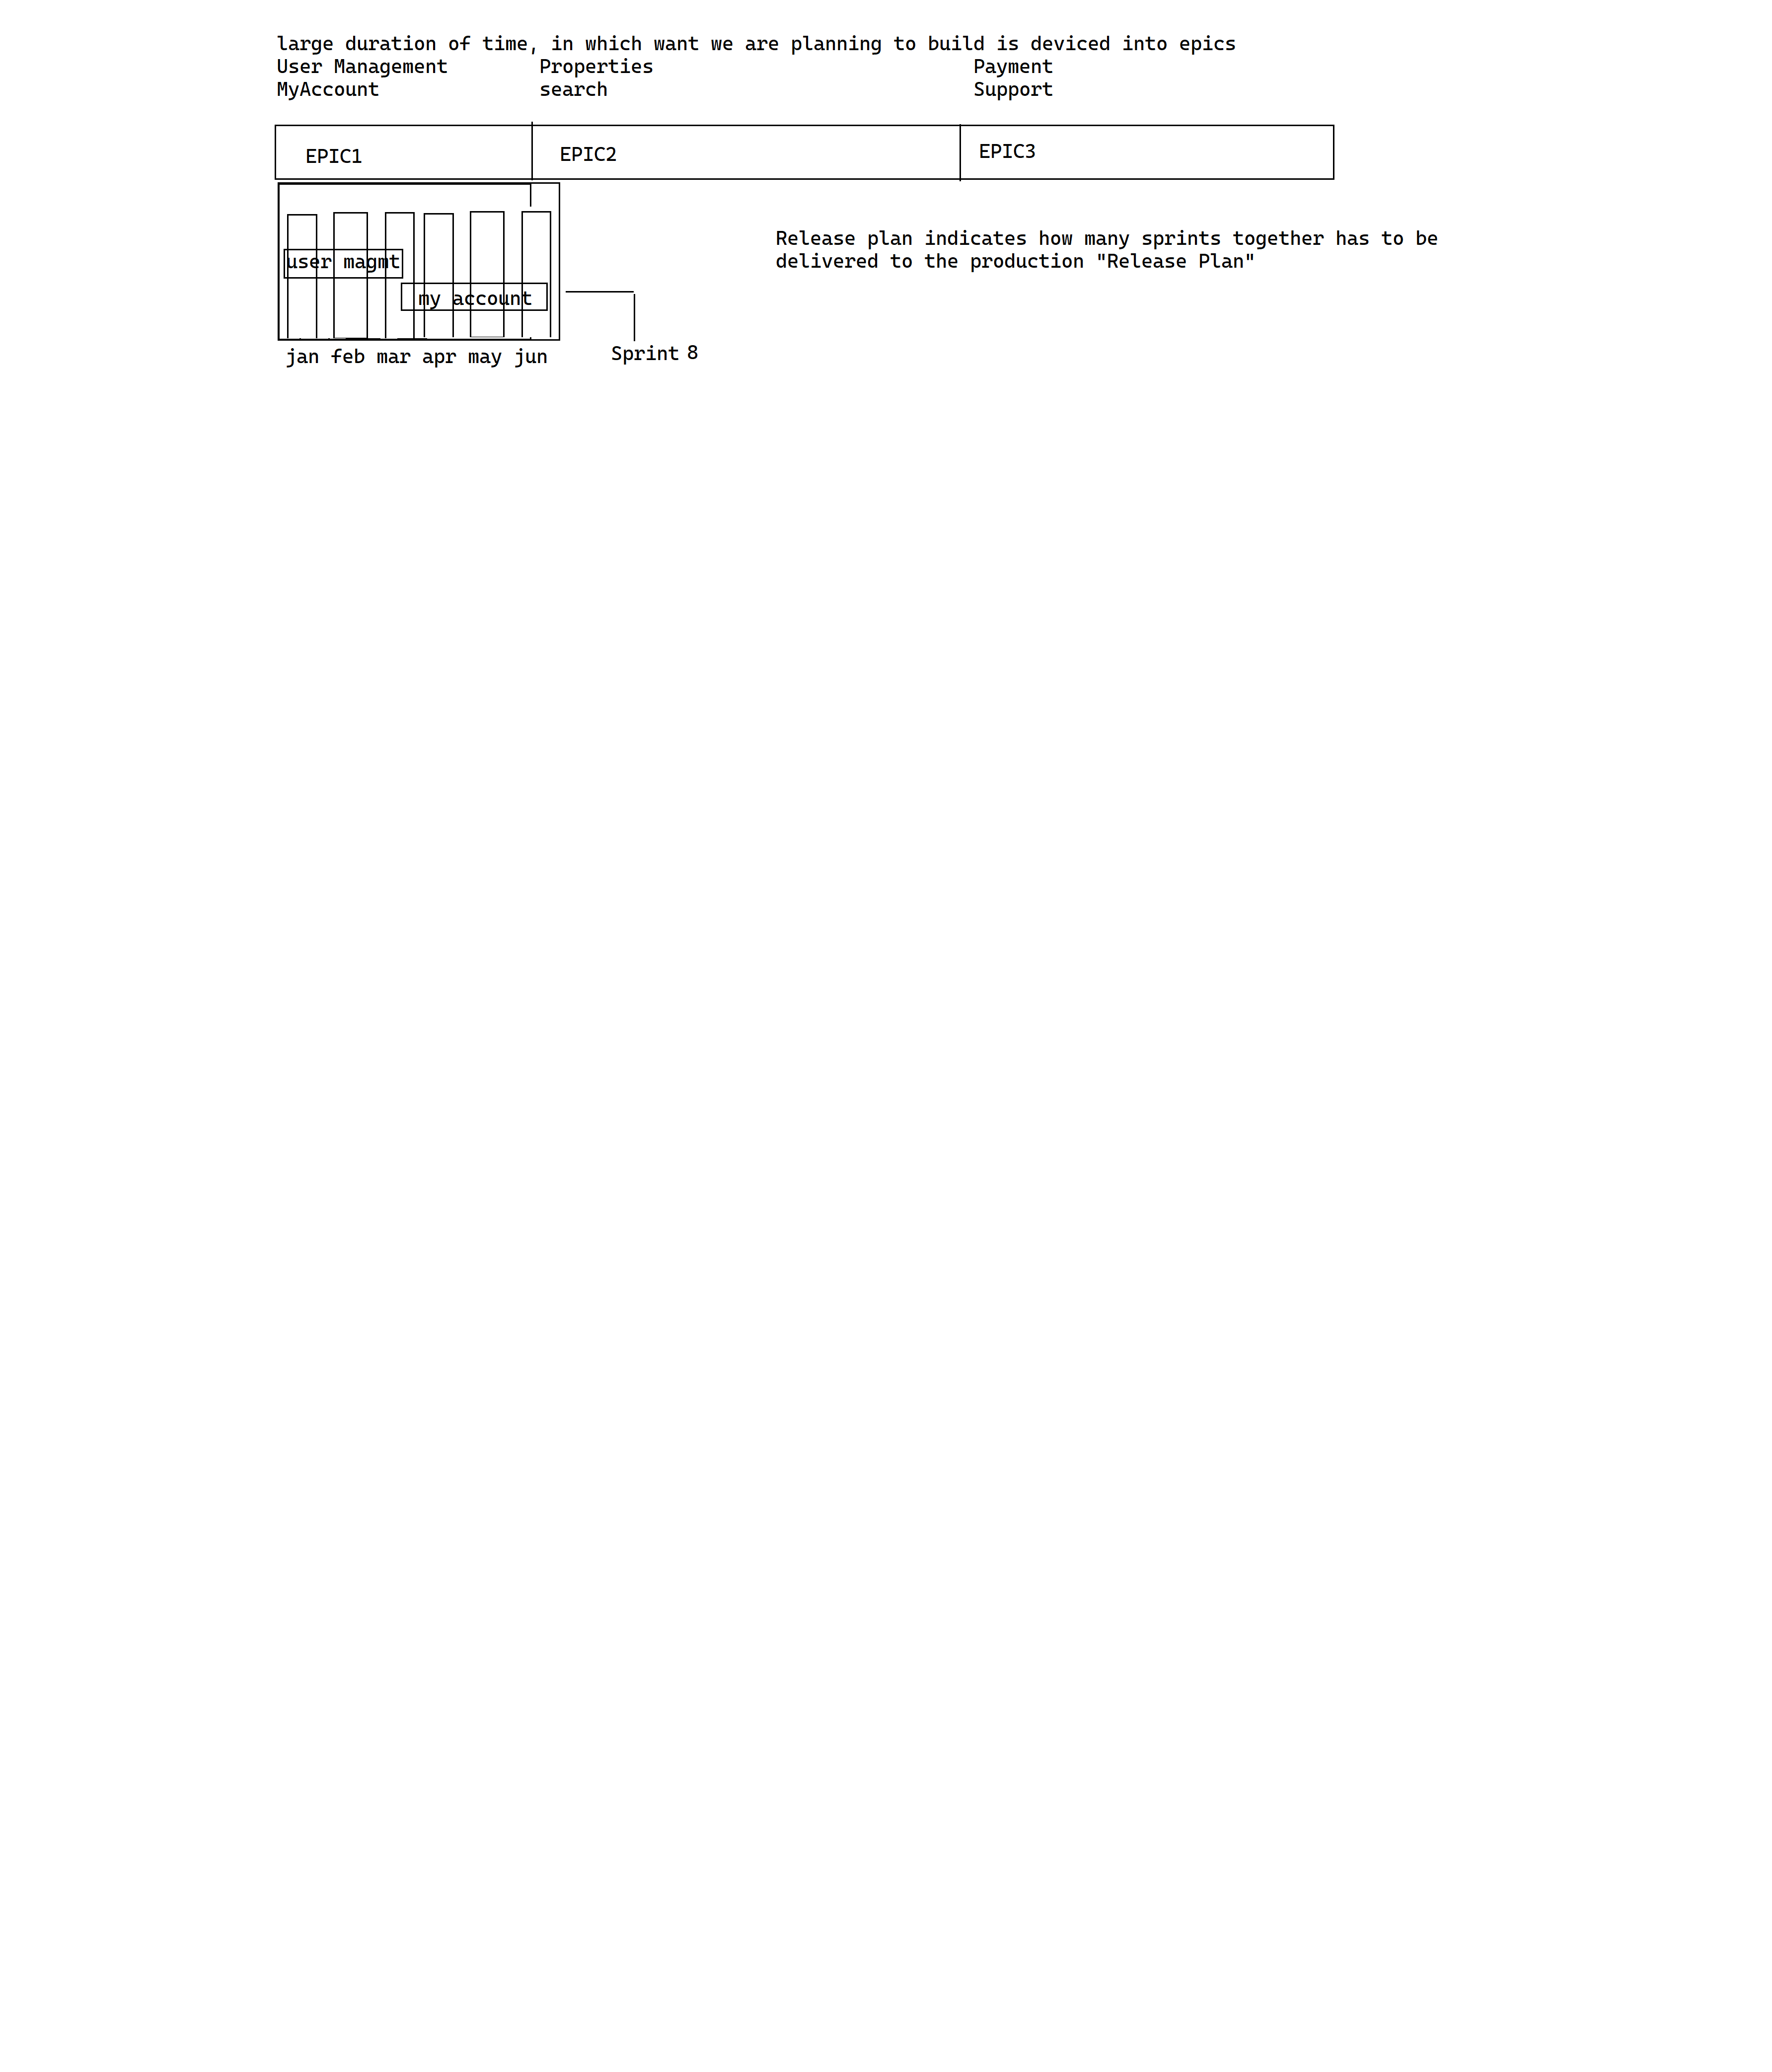 large duration of time, in which want we are planning to build is deviced into epics
User Management Properties Payment
MyAccount search Support
EPIC1 EPIC2 EPIC3
Release plan indicates how many sprints together has to be
delivered to the production "Release Plan"
user magmt
my account
jan feb mar apr may jun
Sprint 8